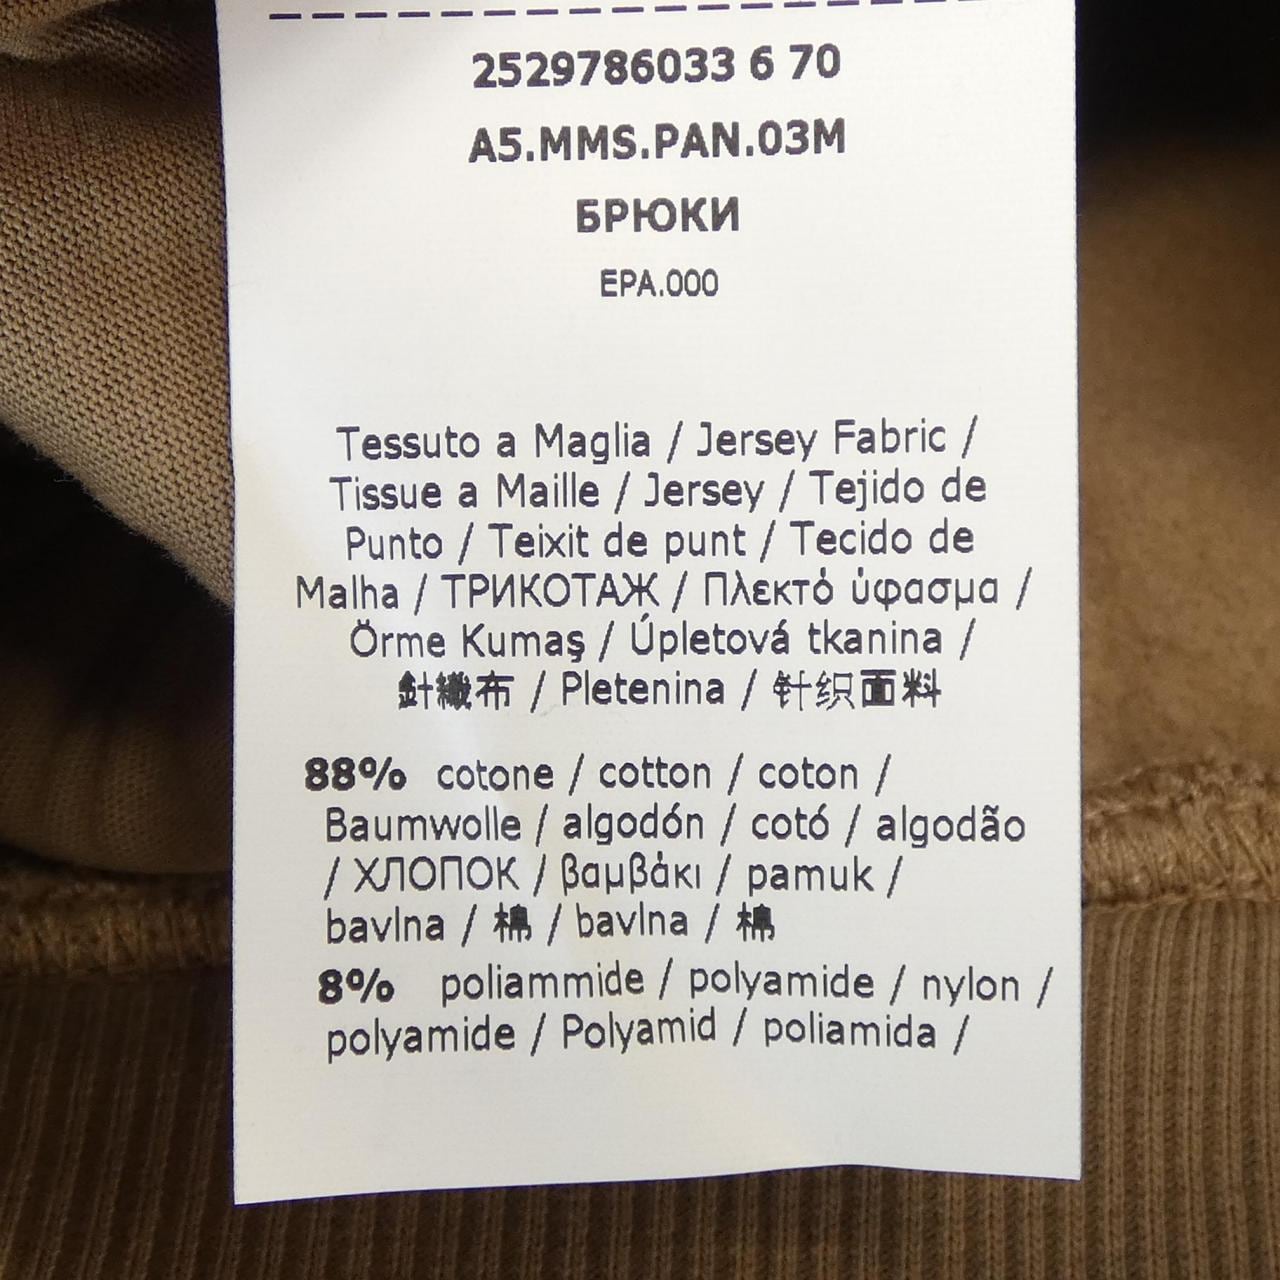 2529786033 6 70
A5.MMS.PAN.03M
БРЮКИ
EPA.000
Tessuto a Maglia / Jersey Fabric /
Tissue a Maille / Jersey / Tejido de
Punto / Teixit de punt / Tecido de
Malha / ТРИКОТАЖ / Πλεκτό ύφασμα /
Örme Kumaş / Úpletová tkanina /
針織布 / Pletenina / 针织面料
88% cotone / cotton / coton /
Baumwolle / algodón / cotó / algodão
/ ХЛОПОК / βαμβάκι / pamuk /
bavlna / 棉 / bavlna / 棉
8% poliammide / polyamide / nylon /
polyamide / Polyamid / poliamida /